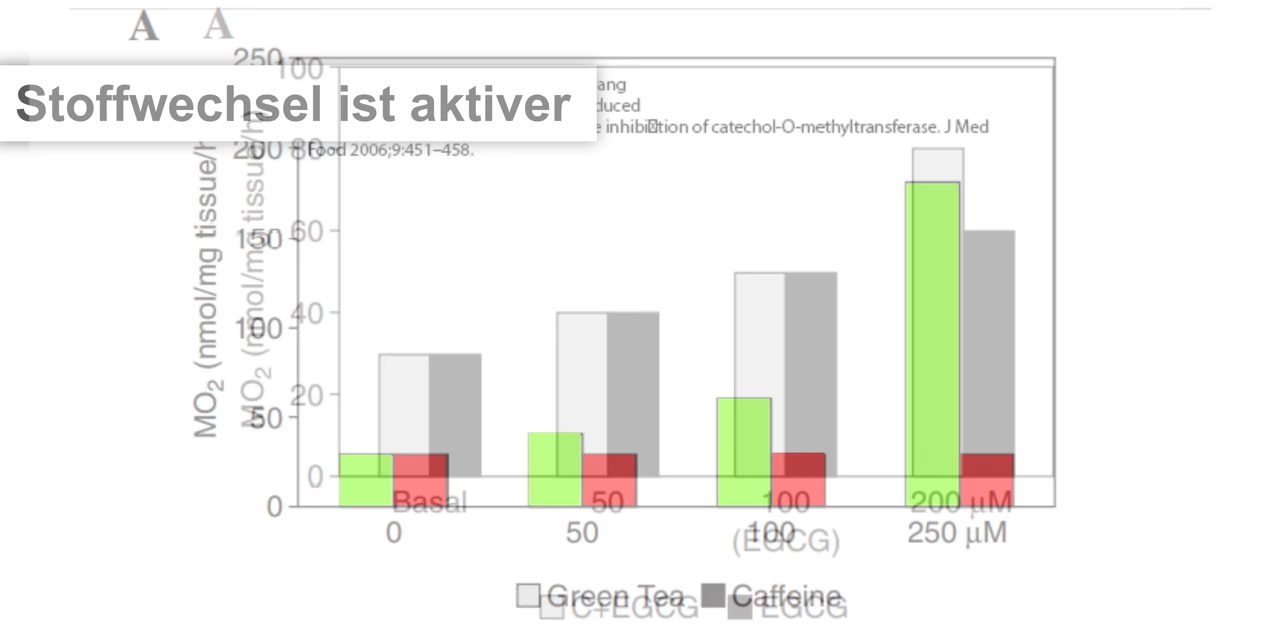 A A
250
100
Stoffwechsel ist aktiver
ang
duced
e inhibition of catechol-O-methyltransferase. J Med
Food 2006;9:451–458.
200 80
150 60
100 40
50 20
0 0
MO2 (nmol/mg tissue/h
MO2 (nmol/mg tissue/h)
Basal 50 100 200 μM
0 50 100 250 μM
(EGCG)
Green Tea Caffeine
C+EGCG EGCG